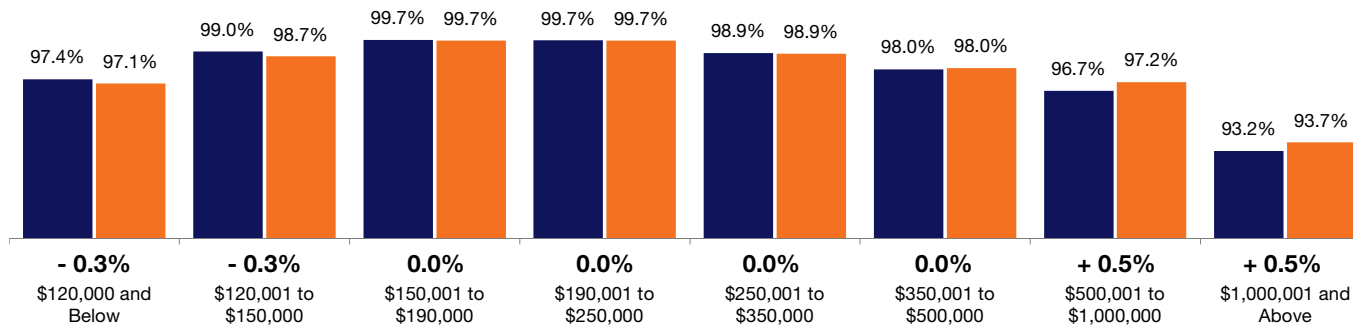 97.4% 97.1% 99.0% 98.7% 99.7% 99.7% 99.7% 99.7% 98.9% 98.9% 98.0% 98.0% 96.7% 97.2% 93.2% 93.7%
- 0.3% - 0.3% 0.0% 0.0% 0.0% 0.0% + 0.5% + 0.5%
$120,000 and $120,001 to $150,001 to $190,001 to $250,001 to $350,001 to $500,001 to $1,000,001 and
Below $150,000 $190,000 $250,000 $350,000 $500,000 $1,000,000 Above